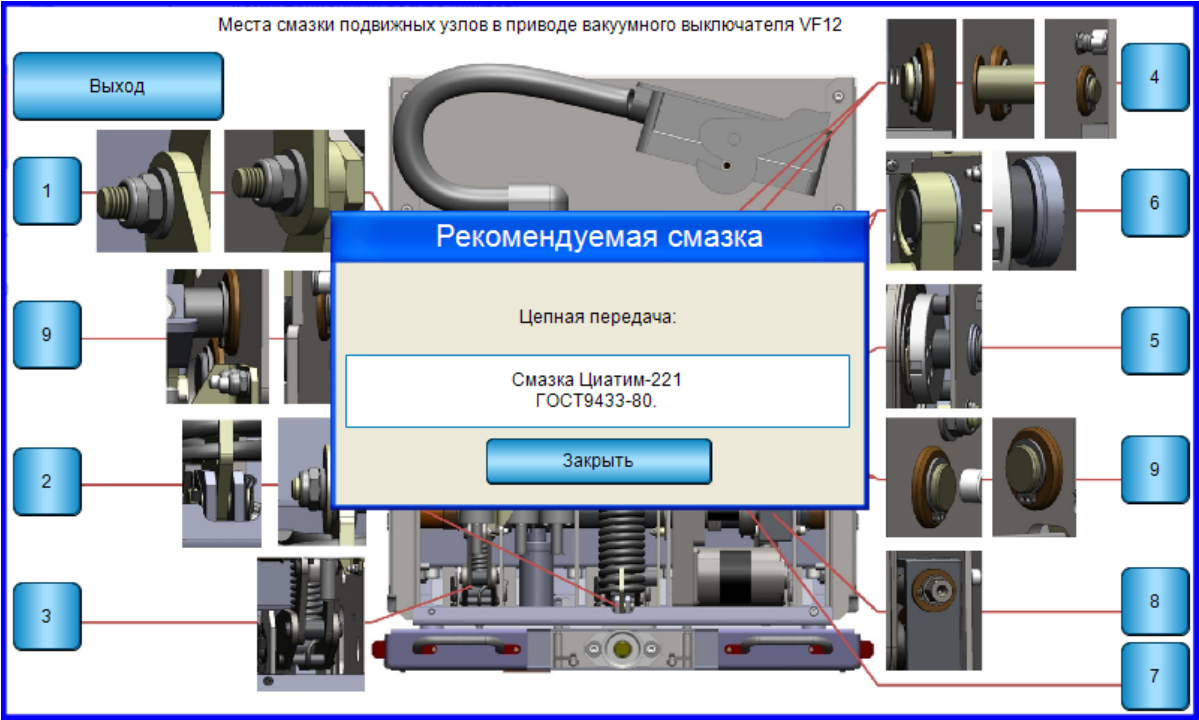 Места смазки подвижных узлов в приводе вакуумного выключателя VF12
Выход
4
1
6
Рекомендуемая смазка
Цепная передача:
9
5
Смазка Циатим-221
ГОСТ9433-80.
Закрыть
2
9
3
8
7